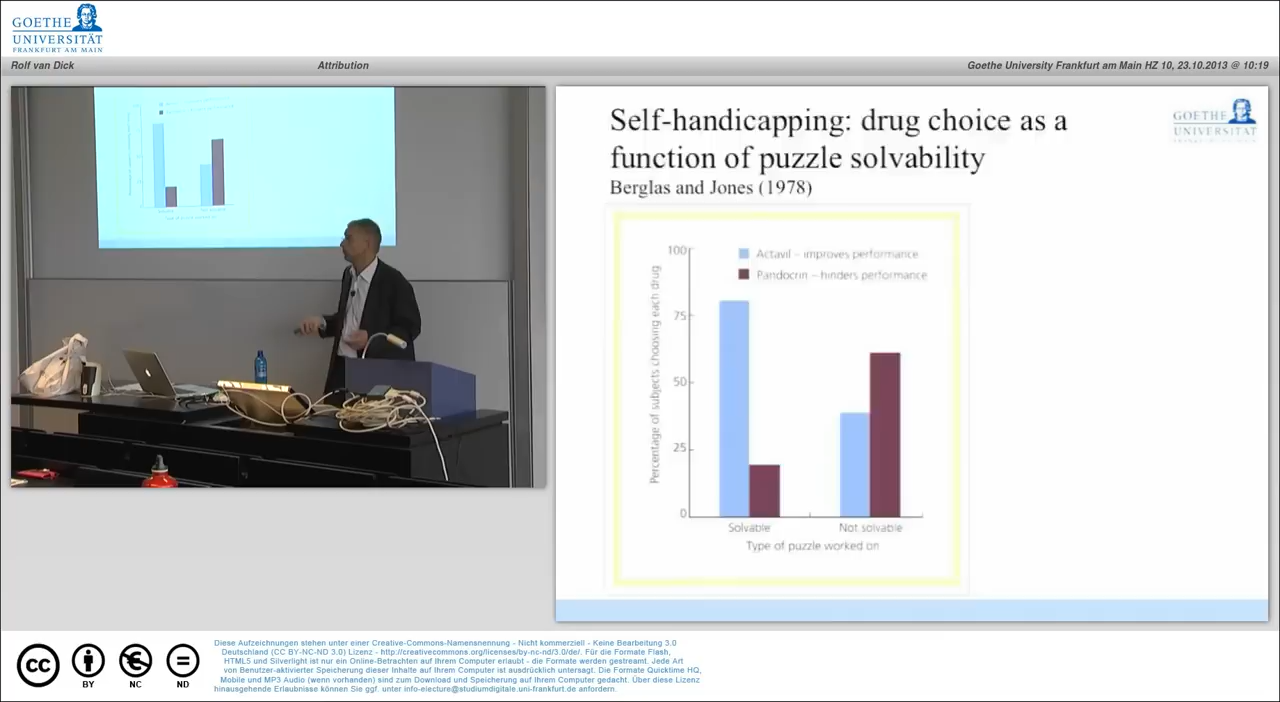 GOETHE
UNIVERSITÄT
FRANKFURT AM MAIN
Rolf van Dick
Attribution
Goethe University Frankfurt am Main HZ 10, 23.10.2013 @ 10:19
Self-handicapping: drug choice as a
function of puzzle solvability
Berglas and Jones (1978)
GOETHE
UNIVERSITÄT
Actavil – improves performance
Pandocrin – hinders performance
Percentage of subjects choosing each drug
100
75
50
25
0
Solvable
Not solvable
Type of puzzle worked on
cc
BY
NC
ND
Diese Aufzeichnungen stehen unter einer Creative-Commons-Namensnennung - Nicht kommerziell - Keine Bearbeitung 3.0
Deutschland (CC BY-NC-ND 3.0) Lizenz - http://creativecommons.org/licenses/by-nc-nd/3.0/de/. Für die Formate Flash,
HTML5 und Silverlight ist nur ein Online-Betrachten auf Ihrem Computer erlaubt - die Formate werden gestreamt. Jede Art
von Benutzer-aktivierter Speicherung dieser Inhalte auf Ihrem Computer ist ausdrücklich untersagt. Die Formate Quicktime HQ,
Mobile und MP3 Audio (wenn vorhanden) sind zum Download und Speicherung auf Ihrem Computer gedacht. Über diese Lizenz
hinausgehende Erlaubnisse können Sie ggf. unter info-electure@studiumdigitale.uni-frankfurt.de anfordern.